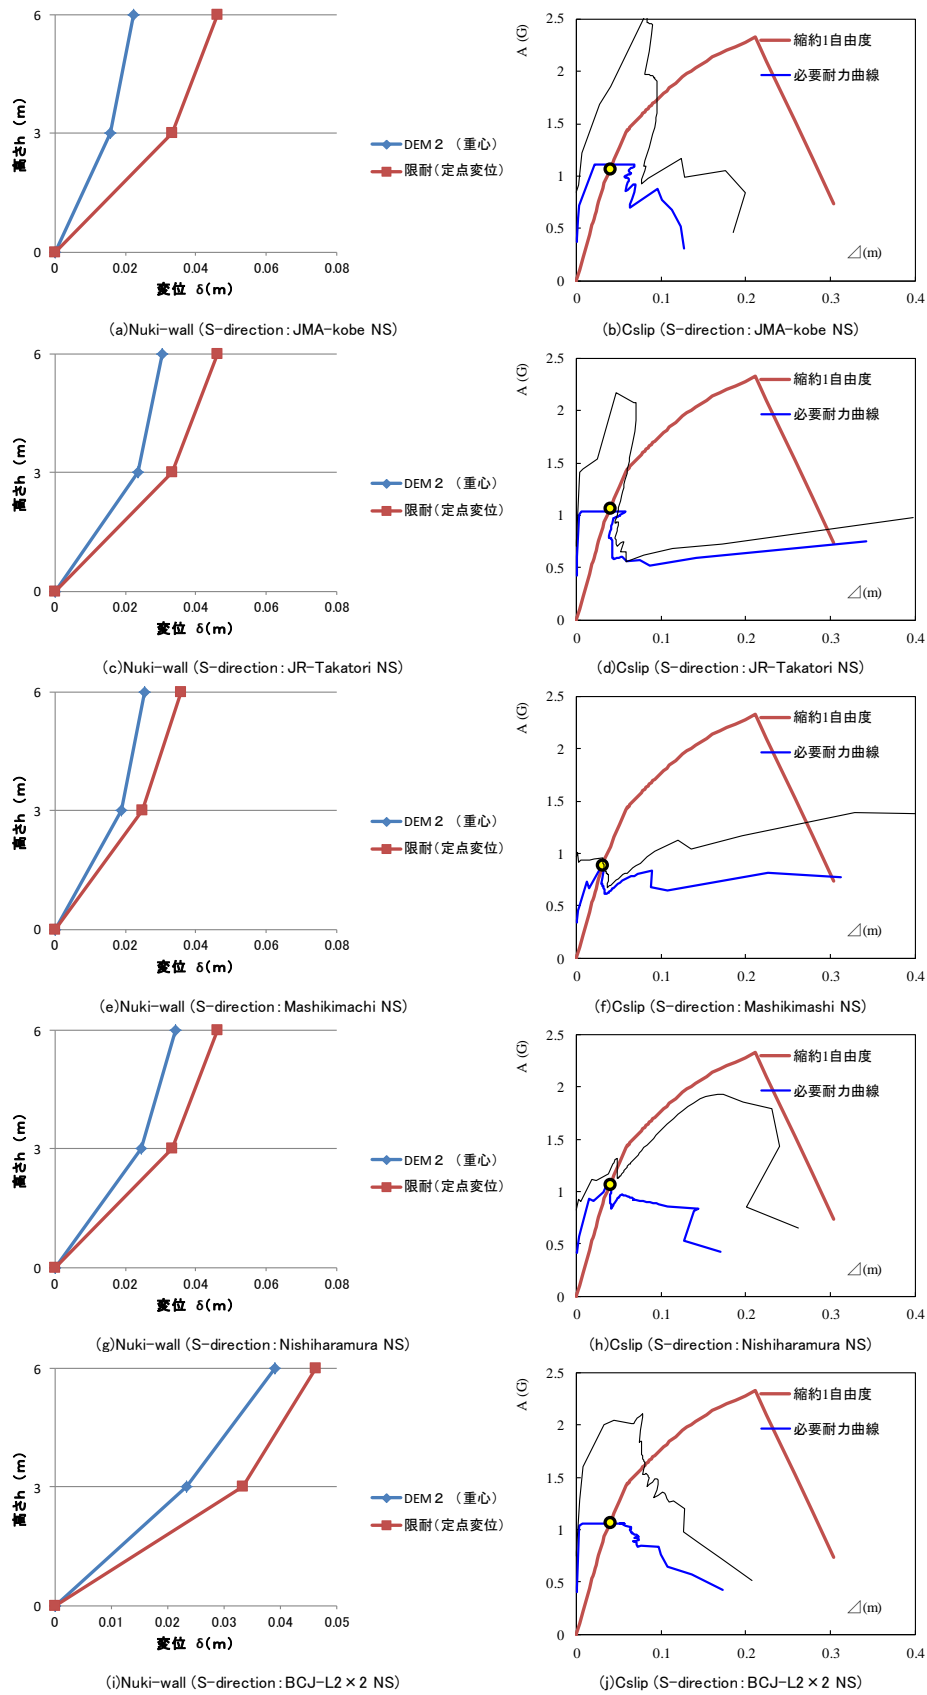 高さh (m)
6
3
0
0
0.02
0.04
0.06
0.08
変位 δ(m)
DEM2 (重心)
限耐(定点変位)
(a)Nuki-wall (S-direction:JMA-kobe NS)
A (G)
2.5
2
1.5
1
0.5
0
0
0.1
0.2
0.3
0.4
縮約1自由度
必要耐力曲線
⊿(m)
(b)Cslip (S-direction:JMA-kobe NS)
高さh (m)
6
3
0
0
0.02
0.04
0.06
0.08
変位 δ(m)
DEM2 (重心)
限耐(定点変位)
(c)Nuki-wall (S-direction:JR-Takatori NS)
A (G)
2.5
2
1.5
1
0.5
0
0
0.1
0.2
0.3
0.4
縮約1自由度
必要耐力曲線
⊿(m)
(d)Cslip (S-direction:JR-Takatori NS)
高さh (m)
6
3
0
0
0.02
0.04
0.06
0.08
変位 δ(m)
DEM2 (重心)
限耐(定点変位)
(e)Nuki-wall (S-direction:Mashikimachi NS)
A (G)
2.5
2
1.5
1
0.5
0
0
0.1
0.2
0.3
0.4
縮約1自由度
必要耐力曲線
⊿(m)
(f)Cslip (S-direction:Mashikimashi NS)
高さh (m)
6
3
0
0
0.02
0.04
0.06
0.08
変位 δ(m)
DEM2 (重心)
限耐(定点変位)
(g)Nuki-wall (S-direction:Nishiharamura NS)
A (G)
2.5
2
1.5
1
0.5
0
0
0.1
0.2
0.3
0.4
縮約1自由度
必要耐力曲線
⊿(m)
(h)Cslip (S-direction:Nishiharamura NS)
高さh (m)
6
3
0
0
0.01
0.02
0.03
0.04
0.05
変位 δ(m)
DEM2 (重心)
限耐(定点変位)
(i)Nuki-wall (S-direction:BCJ-L2×2 NS)
A (G)
2.5
2
1.5
1
0.5
0
0
0.1
0.2
0.3
0.4
縮約1自由度
必要耐力曲線
⊿(m)
(j)Cslip (S-direction:BCJ-L2×2 NS)